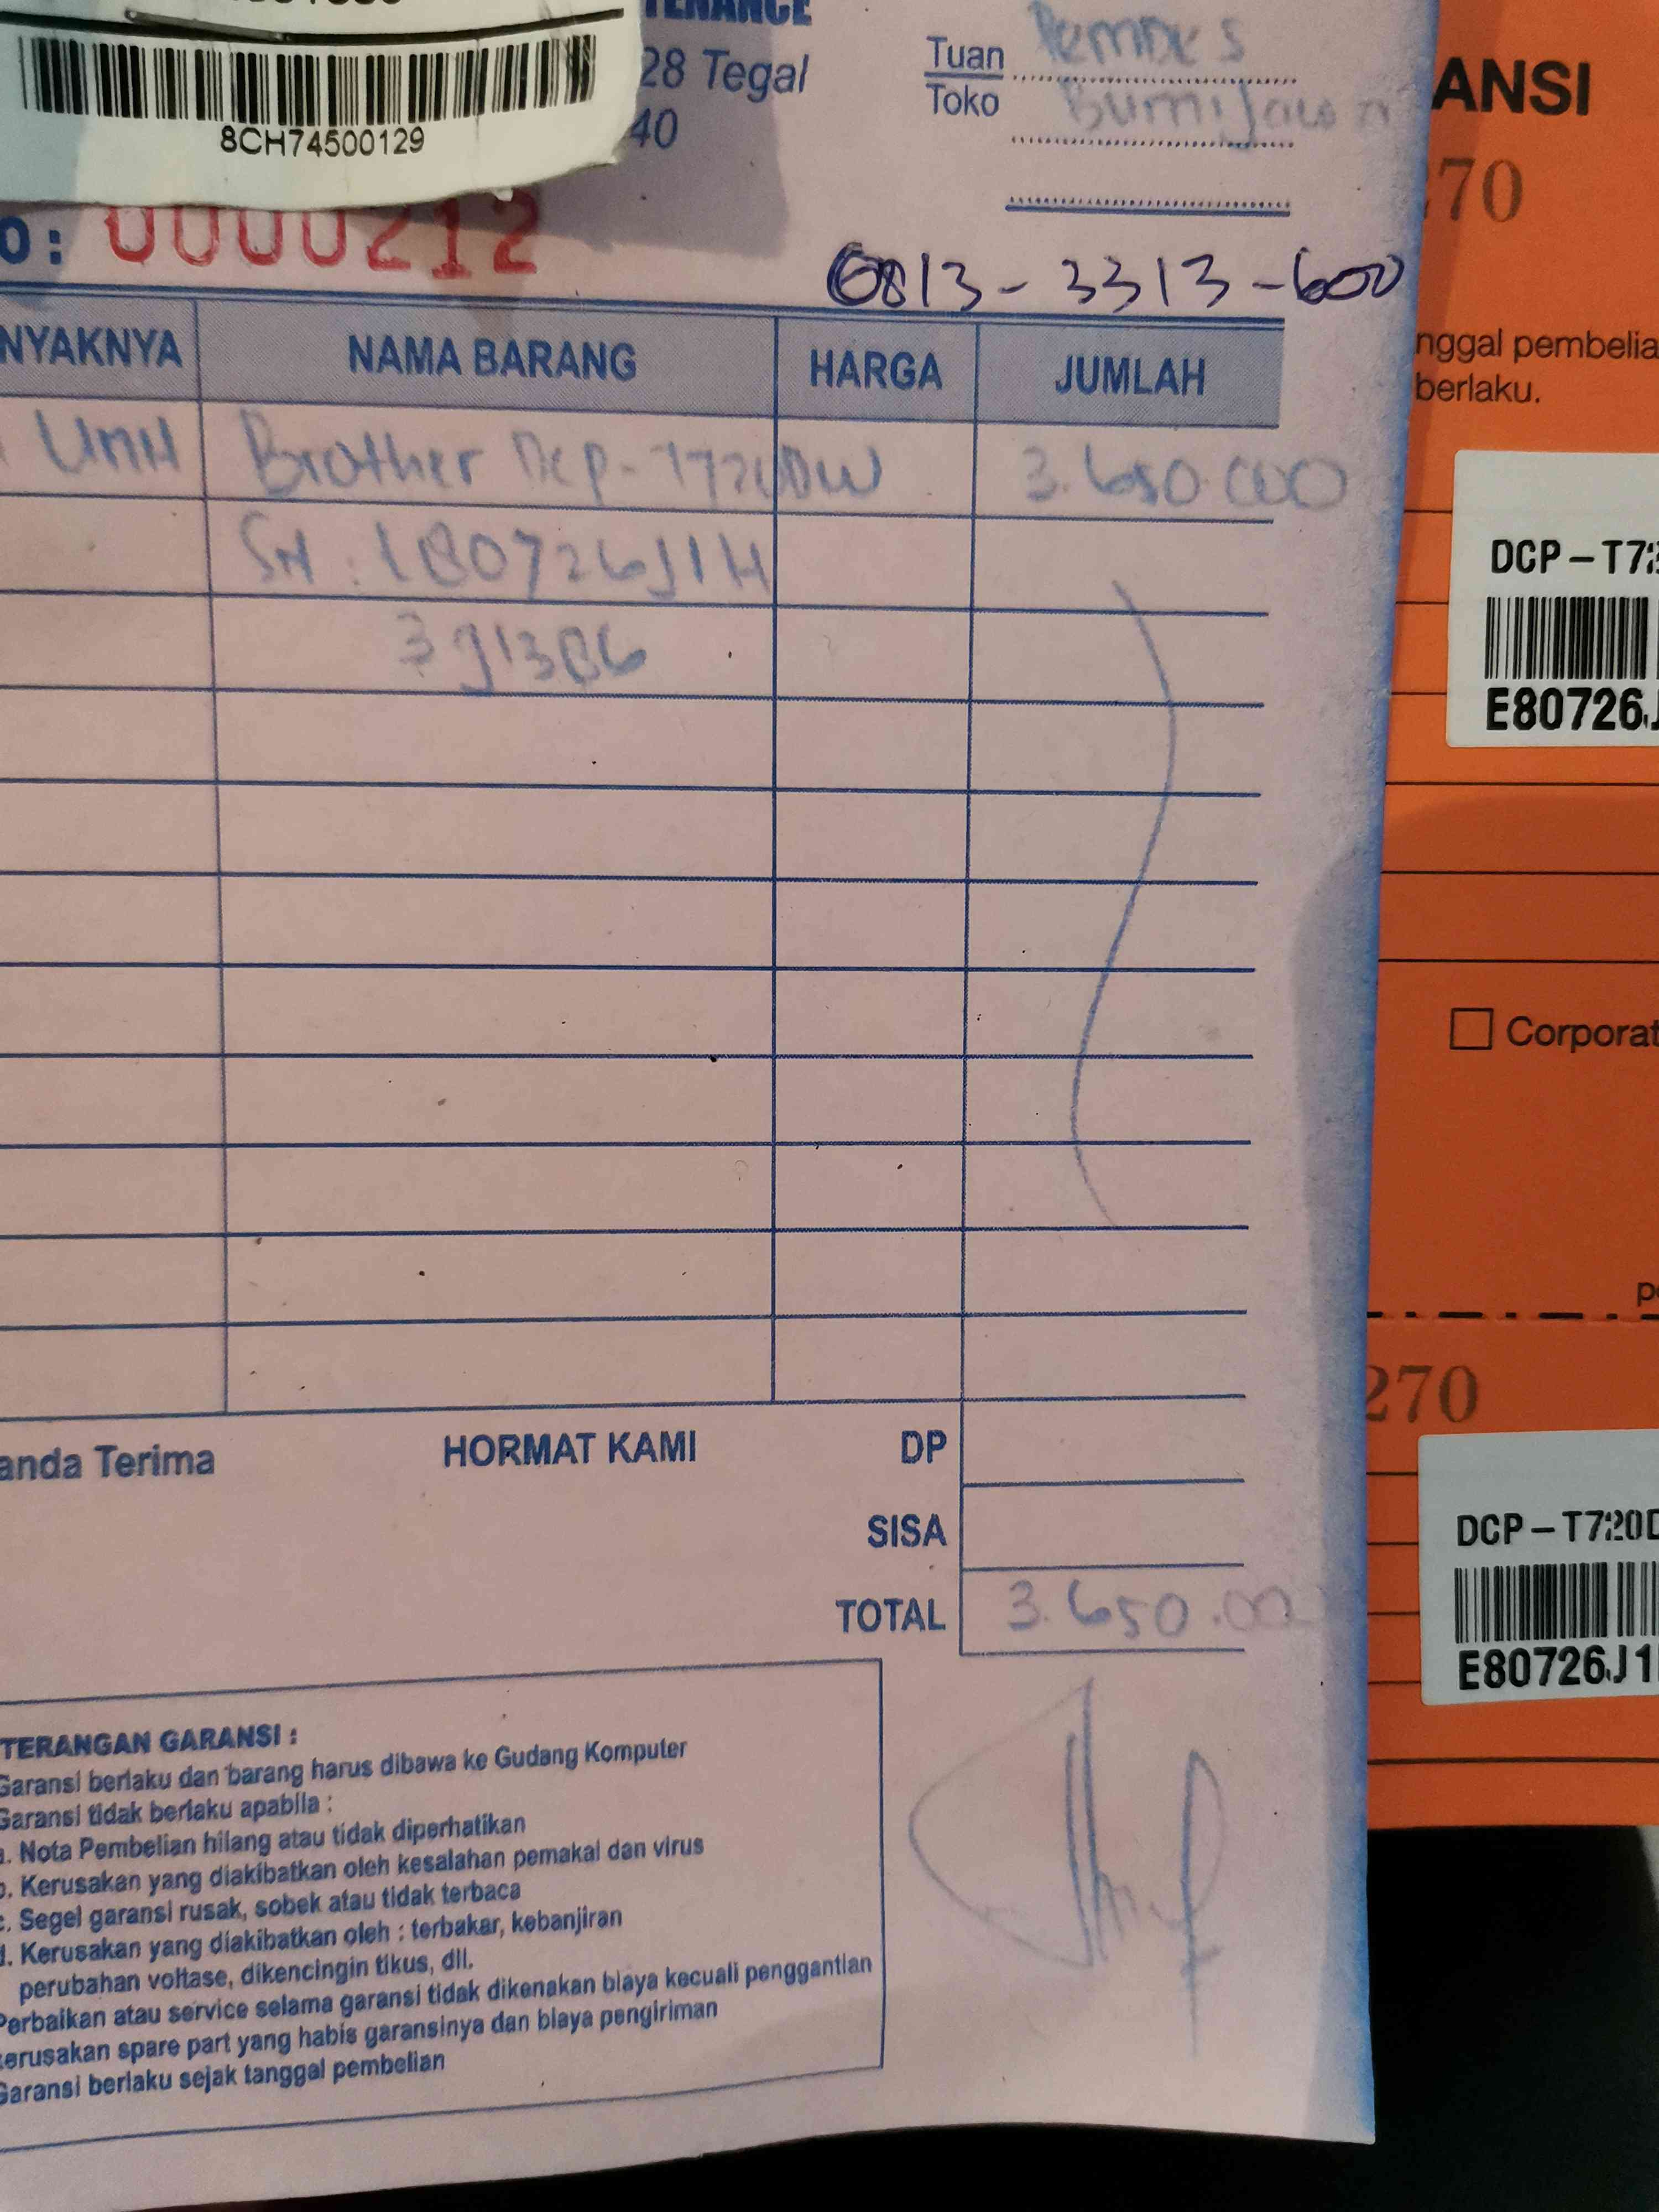 28 Tegal
40
8CH74500129
Tuan Pemdes
Toko Bumijawa
O : 0000212
0813-3313-600
NYAKNYA NAMA BARANG HARGA JUMLAH
Unit Brother DCP-T720DW 3.650.000
SN : E80726J1H
391386
DP
anda Terima HORMAT KAMI
SISA
TOTAL 3.650.00
TERANGAN GARANSI :
Garansi berlaku dan barang harus dibawa ke Gudang Komputer
Garansi tidak berlaku apabila :
a. Nota Pembelian hilang atau tidak diperhatikan
b. Kerusakan yang diakibatkan oleh kesalahan pemakai dan virus
c. Segel garansi rusak, sobek atau tidak terbaca
d. Kerusakan yang diakibatkan oleh : terbakar, kebanjiran
perubahan voltase, dikencingin tikus, dll.
Perbaikan atau service selama garansi tidak dikenakan biaya kecuali penggantian
kerusakan spare part yang habis garansinya dan biaya pengiriman
Garansi berlaku sejak tanggal pembelian
ANSI
270
nggal pembelia
berlaku.
DCP-T72
E80726J
Corporat
270
DCP-T720D
E80726J1